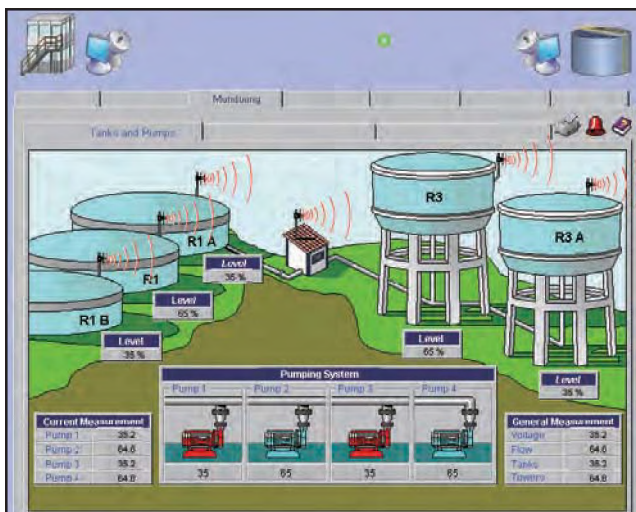 Monitoring
Tanks and Pumps
R1 A
R1
R1 B
R3
R3 A
Level
35 %
Level
65 %
Level
35 %
Level
65 %
Level
35 %
Pumping System
Pump 1 Pump 2 Pump 3 Pump 4
35 65 35 65
Current Measurement
Pump 1 35.2
Pump 2 64.8
Pump 3 35.2
Pump 4 64.8
General Measurement
Voltage 35.2
Flow 64.8
Tanks 35.2
Towers 64.8